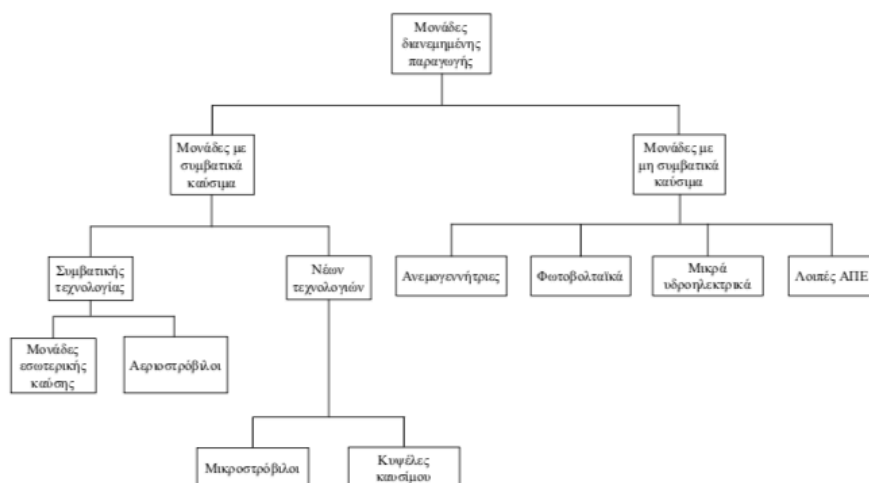 Μονάδες
διανεμημένης
παραγωγής
Μονάδες με
συμβατικά
καύσιμα
Μονάδες με
μη συμβατικά
καύσιμα
Συμβατικής
τεχνολογίας
Νέων
τεχνολογιών
Ανεμογεννήτριες
Φωτοβολταϊκά
Μικρά
υδροηλεκτρικά
Λοιπές ΑΠΕ
Μονάδες
εσωτερικής
καύσης
Αεριοστρόβιλοι
Μικροστρόβιλοι
Κυψέλες
καυσίμου